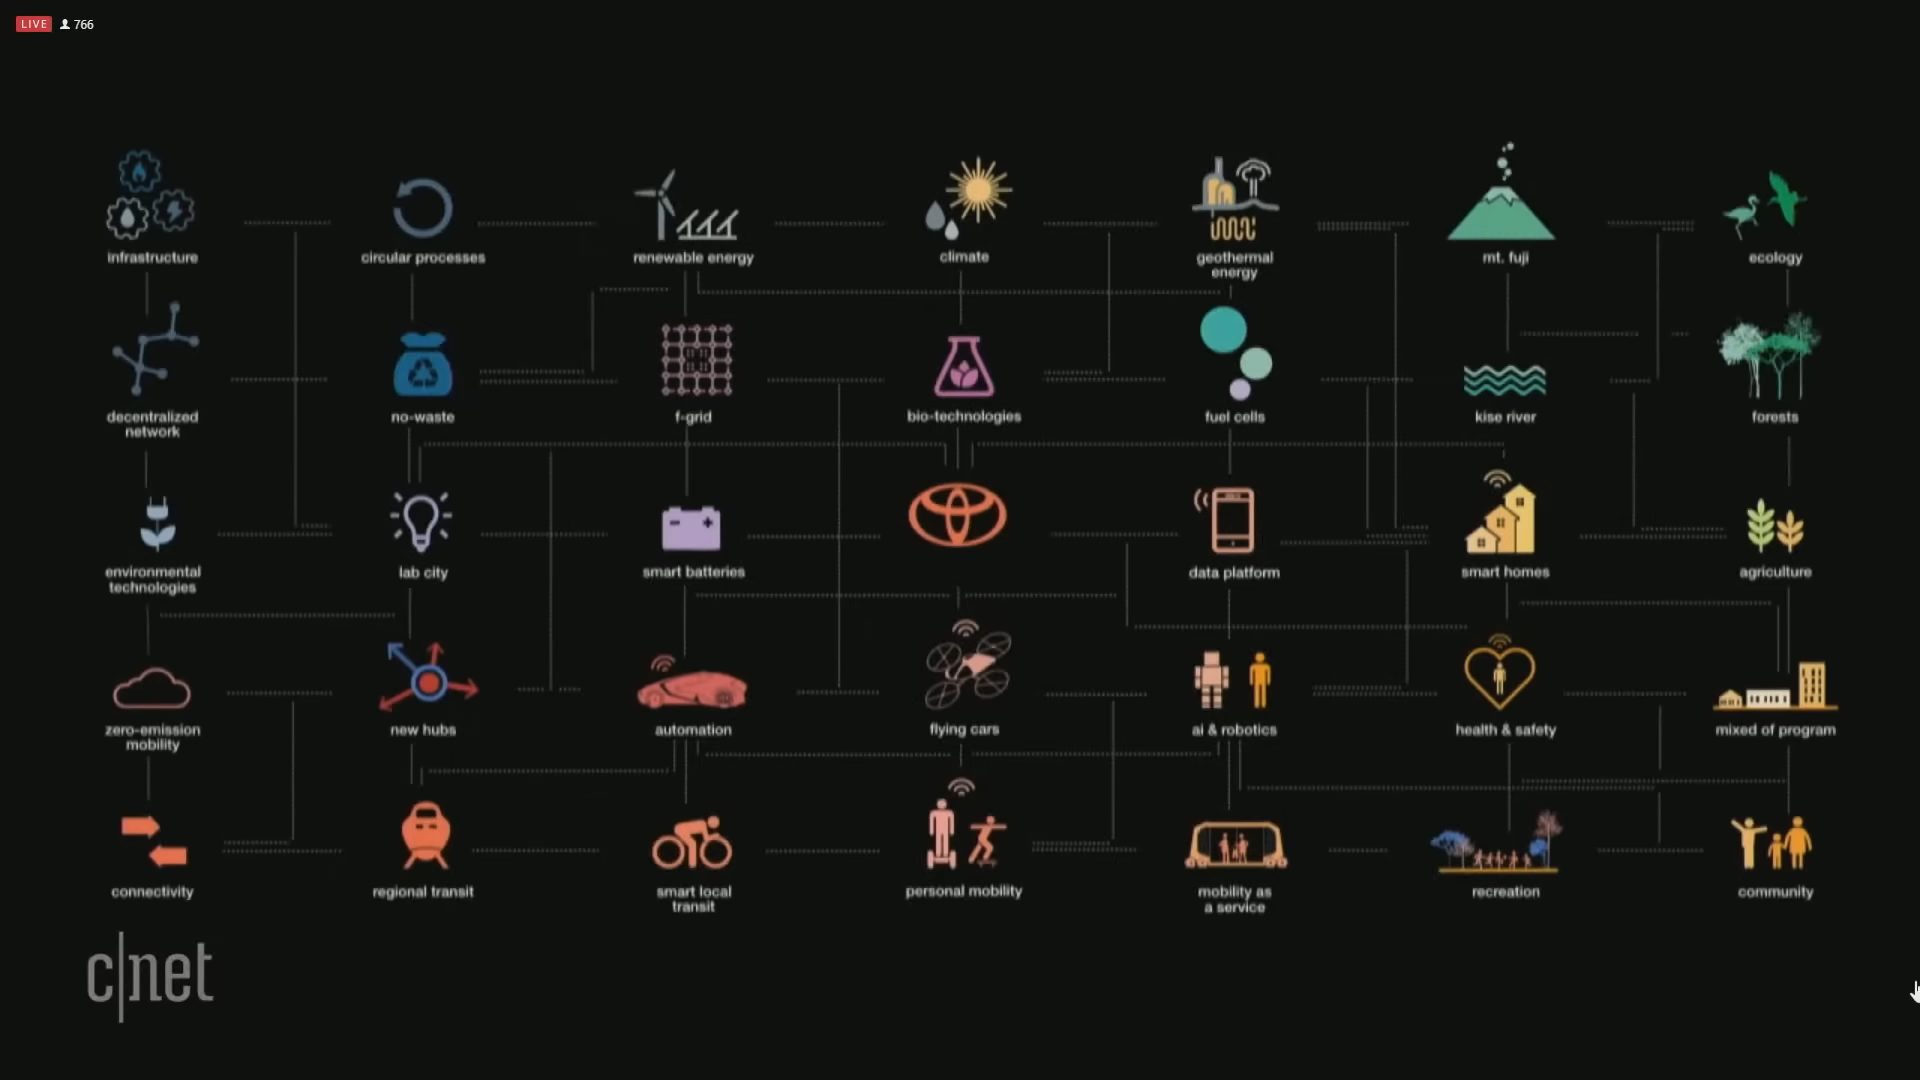 LIVE 766
infrastructure
circular processes
renewable energy
climate
geothermal
energy
mt. fuji
ecology
decentralized
network
no-waste
f-grid
bio-technologies
fuel cells
kise river
forests
environmental
technologies
lab city
smart batteries
data platform
smart homes
agriculture
zero-emission
mobility
new hubs
automation
flying cars
ai & robotics
health & safety
mixed of program
connectivity
regional transit
smart local
transit
personal mobility
mobility as
a service
recreation
community
c|net